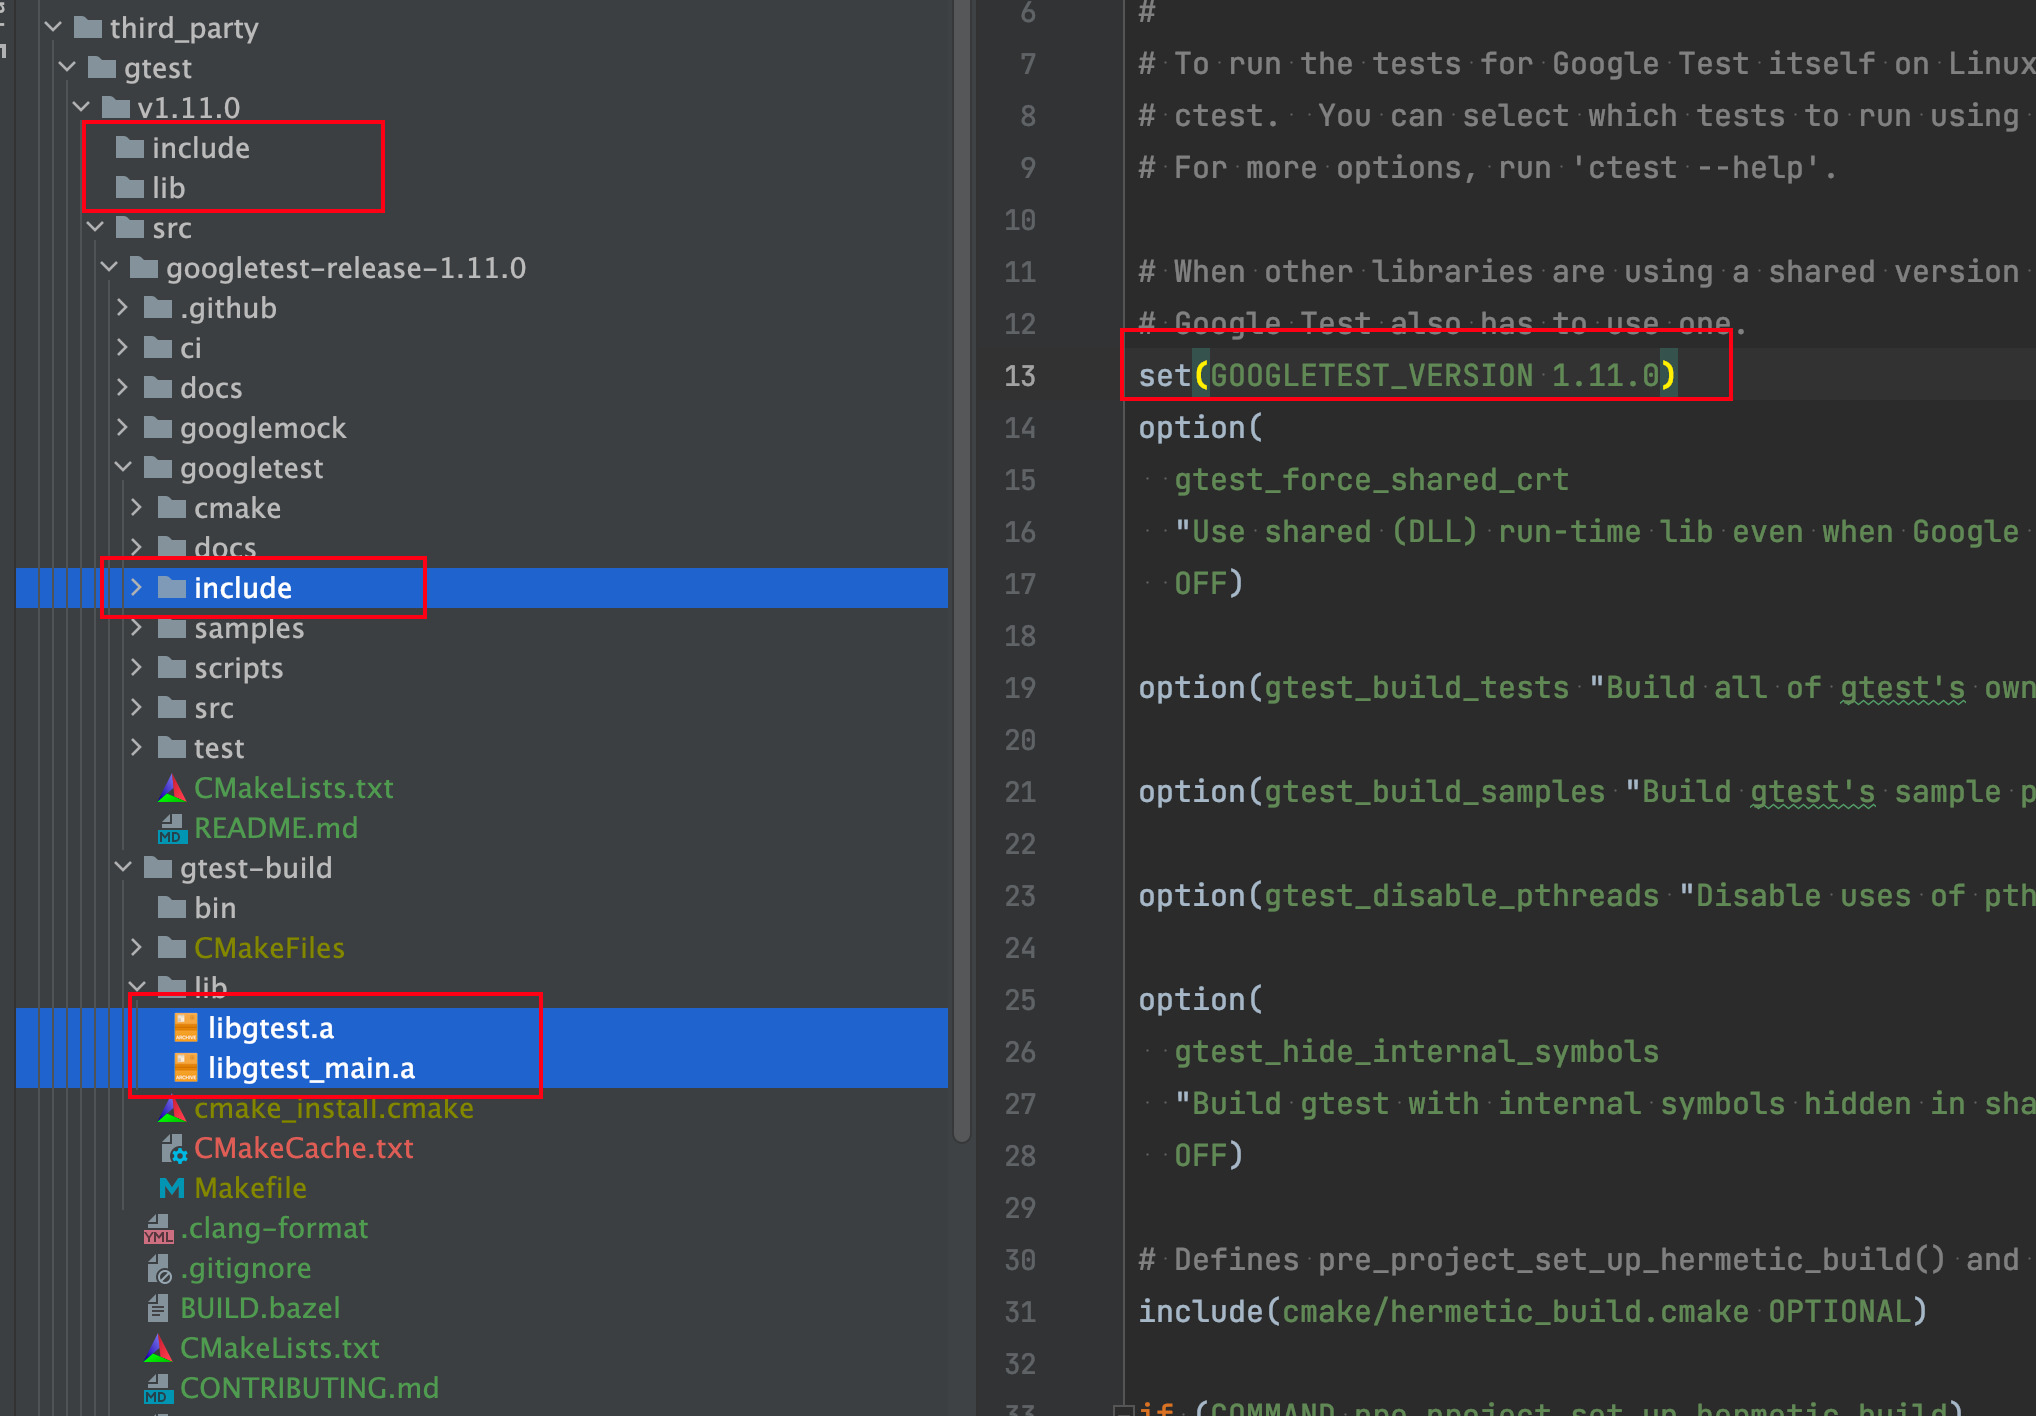 third_party
gtest
v1.11.0
include
lib
src
googletest-release-1.11.0
.github
ci
docs
googlemock
googletest
cmake
docs
include
samples
scripts
src
test
CMakeLists.txt
MD README.md
gtest-build
bin
CMakeFiles
lib
ARCHIVE libgtest.a
ARCHIVE libgtest_main.a
cmake_install.cmake
CMakeCache.txt
M Makefile
YML .clang-format
.gitignore
BUILD.bazel
CMakeLists.txt
MD CONTRIBUTING.md
6 #
7 # To run the tests for Google Test itself on Linux
8 # ctest.  You can select which tests to run using
9 # For more options, run 'ctest --help'.
10
11 # When other libraries are using a shared version
12 # Google Test also has to use one.
13 set(GOOGLETEST_VERSION 1.11.0)
14 option(
15   gtest_force_shared_crt
16   "Use shared (DLL) run-time lib even when Google
17   OFF)
18
19 option(gtest_build_tests "Build all of gtest's own
20
21 option(gtest_build_samples "Build gtest's sample p
22
23 option(gtest_disable_pthreads "Disable uses of pth
24
25 option(
26   gtest_hide_internal_symbols
27   "Build gtest with internal symbols hidden in sha
28   OFF)
29
30 # Defines pre_project_set_up_hermetic_build() and
31 include(cmake/hermetic_build.cmake OPTIONAL)
32
33 if (COMMAND pre_project_set_up_hermetic_build)